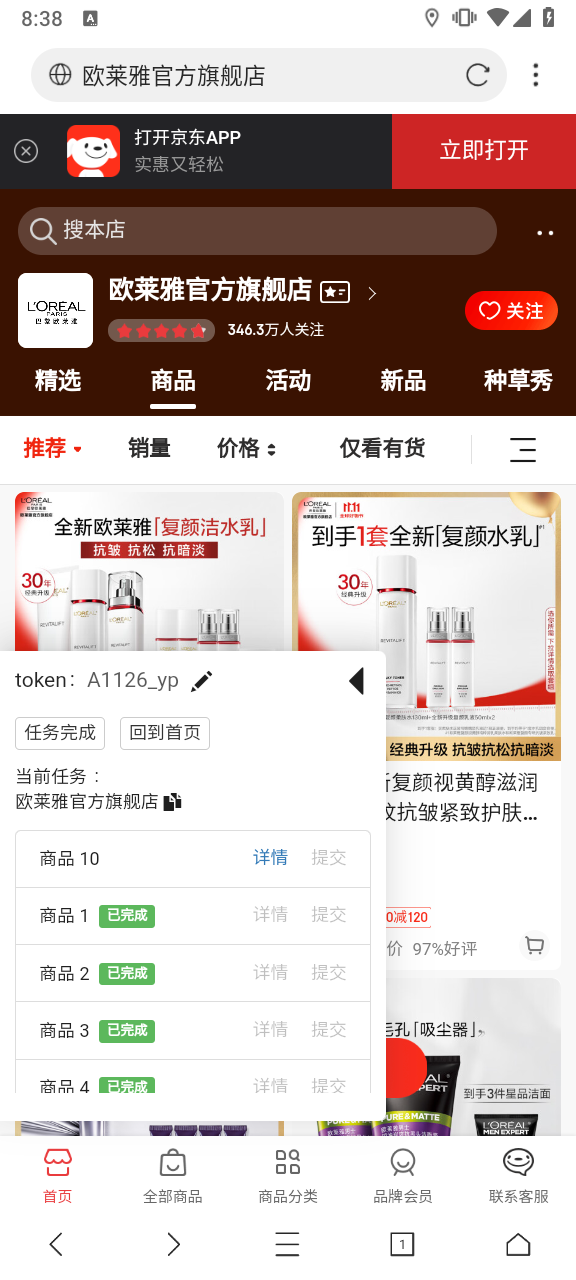 8:38
A
欧莱雅官方旗舰店
打开京东APP
实惠又轻松
立即打开
搜本店
L'ORÉAL
PARIS
巴黎欧莱雅
欧莱雅官方旗舰店
346.3万人关注
关注
精选 商品 活动 新品 种草秀
推荐 销量 价格 仅看有货
L'ORÉAL
PARIS
全新欧莱雅「复颜洁水乳」
抗皱 抗松 抗暗淡
30年
经典升级
REVITALIFT
L'ORÉAL
PARIS
11.11
到手1套全新「复颜水乳」
30年
经典升级
REVITALIFT
经典升级 抗皱抗松抗暗淡
复颜视黄醇滋润
抗皱紧致护肤...
0减120
价 97%好评
token: A1126_yp
任务完成 回到首页
当前任务：
欧莱雅官方旗舰店
商品 10 详情 提交
商品 1 已完成 详情 提交
商品 2 已完成 详情 提交
商品 3 已完成 详情 提交
商品 4 已完成 详情 提交
毛孔「吸尘器」
到手3件星品洁面
PURE & MATTE
L'ORÉAL
MEN EXPERT
首页 全部商品 商品分类 品牌会员 联系客服
1